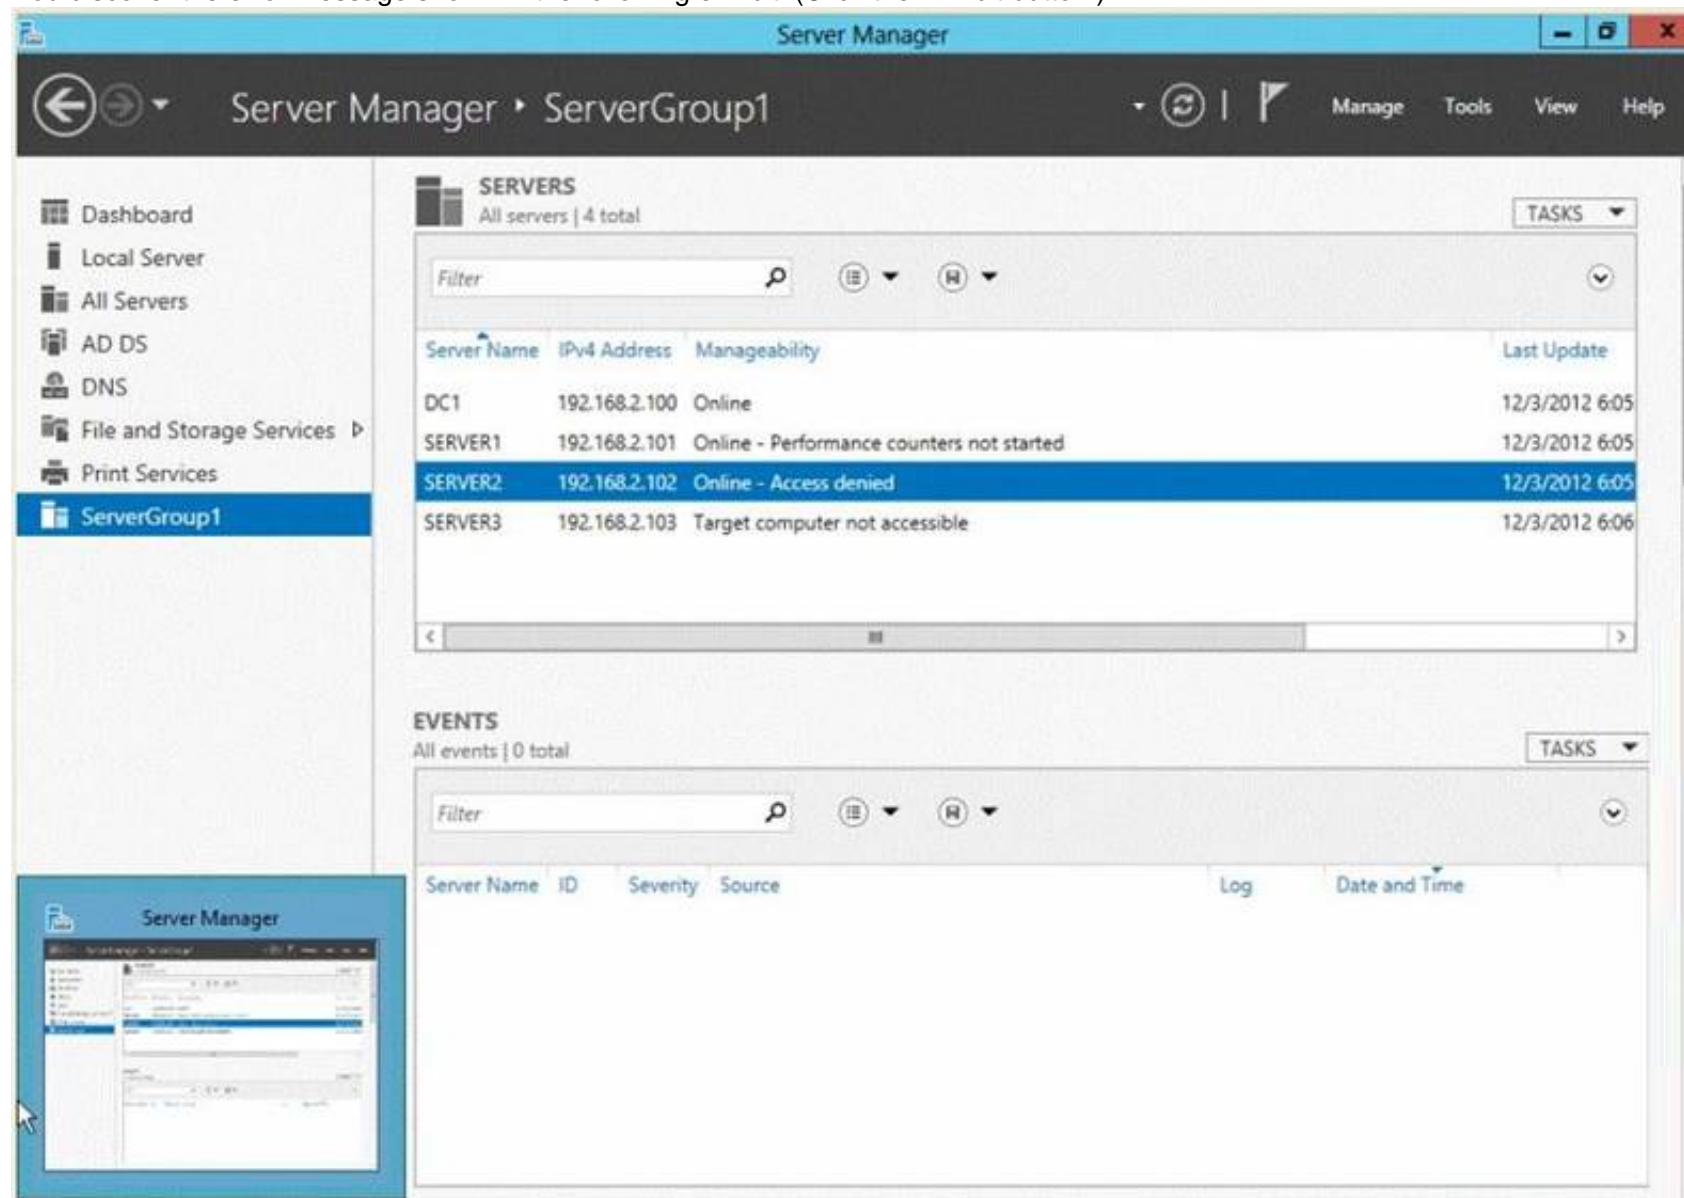 Server Manager
Server Manager • ServerGroup1
Manage Tools View Help
Dashboard
Local Server
All Servers
AD DS
DNS
File and Storage Services
Print Services
ServerGroup1
SERVERS
All servers | 4 total
TASKS
Filter
Server Name IPv4 Address Manageability Last Update
DC1 192.168.2.100 Online 12/3/2012 6:05
SERVER1 192.168.2.101 Online - Performance counters not started 12/3/2012 6:05
SERVER2 192.168.2.102 Online - Access denied 12/3/2012 6:05
SERVER3 192.168.2.103 Target computer not accessible 12/3/2012 6:06
EVENTS
All events | 0 total
TASKS
Filter
Server Name ID Severity Source Log Date and Time
Server Manager